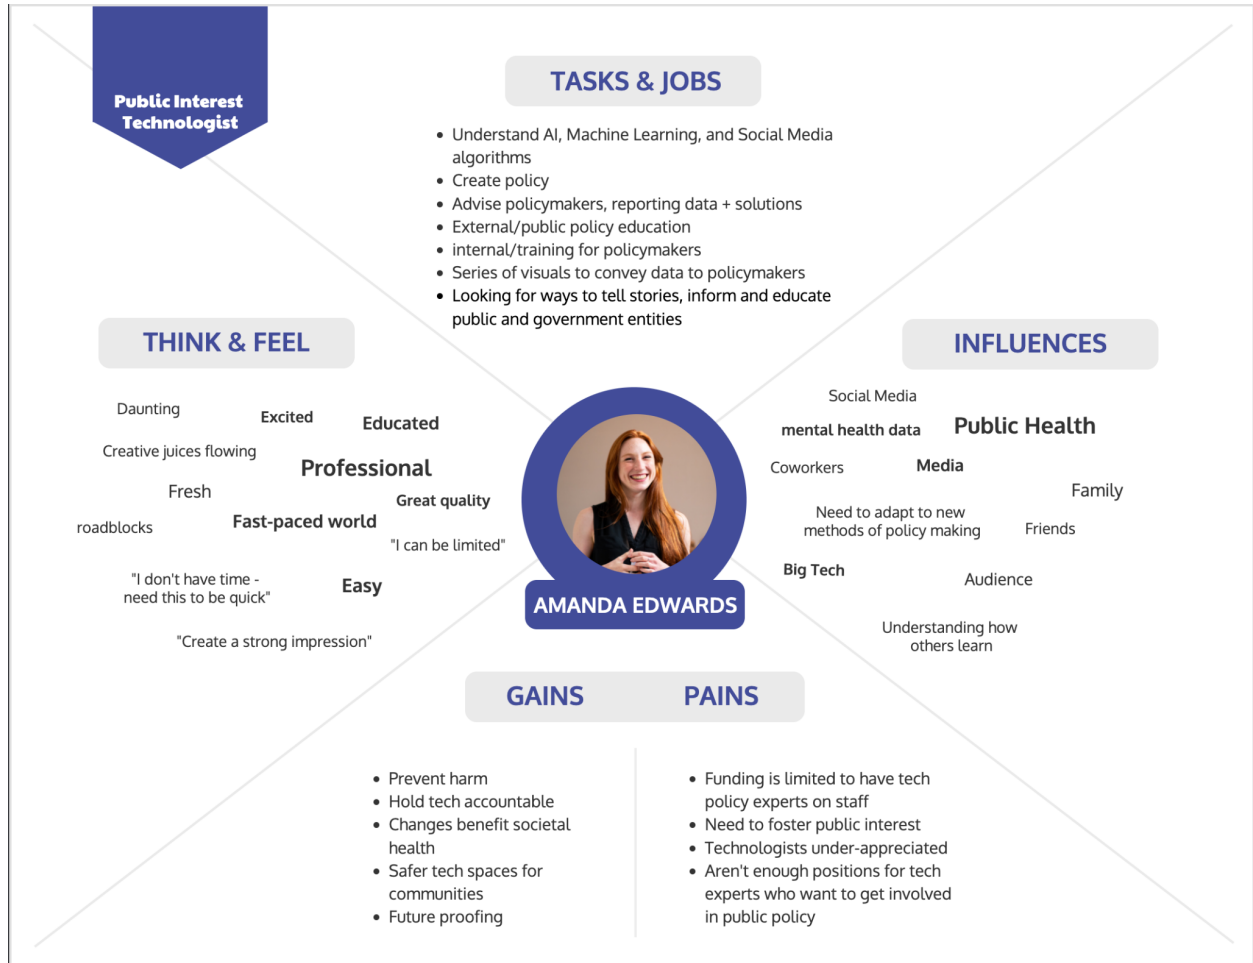 Public Interest
Technologist
TASKS & JOBS
Understand AI, Machine Learning, and Social Media
algorithms
Create policy
Advise policymakers, reporting data + solutions
External/public policy education
internal/training for policymakers
Series of visuals to convey data to policymakers
Looking for ways to tell stories, inform and educate
public and government entities
THINK & FEEL
Daunting
Excited
Educated
Creative juices flowing
Professional
Fresh
Great quality
roadblocks
Fast-paced world
"I can be limited"
"I don't have time -
need this to be quick"
Easy
"Create a strong impression"
AMANDA EDWARDS
INFLUENCES
Social Media
mental health data
Public Health
Coworkers
Media
Family
Need to adapt to new
methods of policy making
Friends
Big Tech
Audience
Understanding how
others learn
GAINS
Prevent harm
Hold tech accountable
Changes benefit societal
health
Safer tech spaces for
communities
Future proofing
PAINS
Funding is limited to have tech
policy experts on staff
Need to foster public interest
Technologists under-appreciated
Aren't enough positions for tech
experts who want to get involved
in public policy